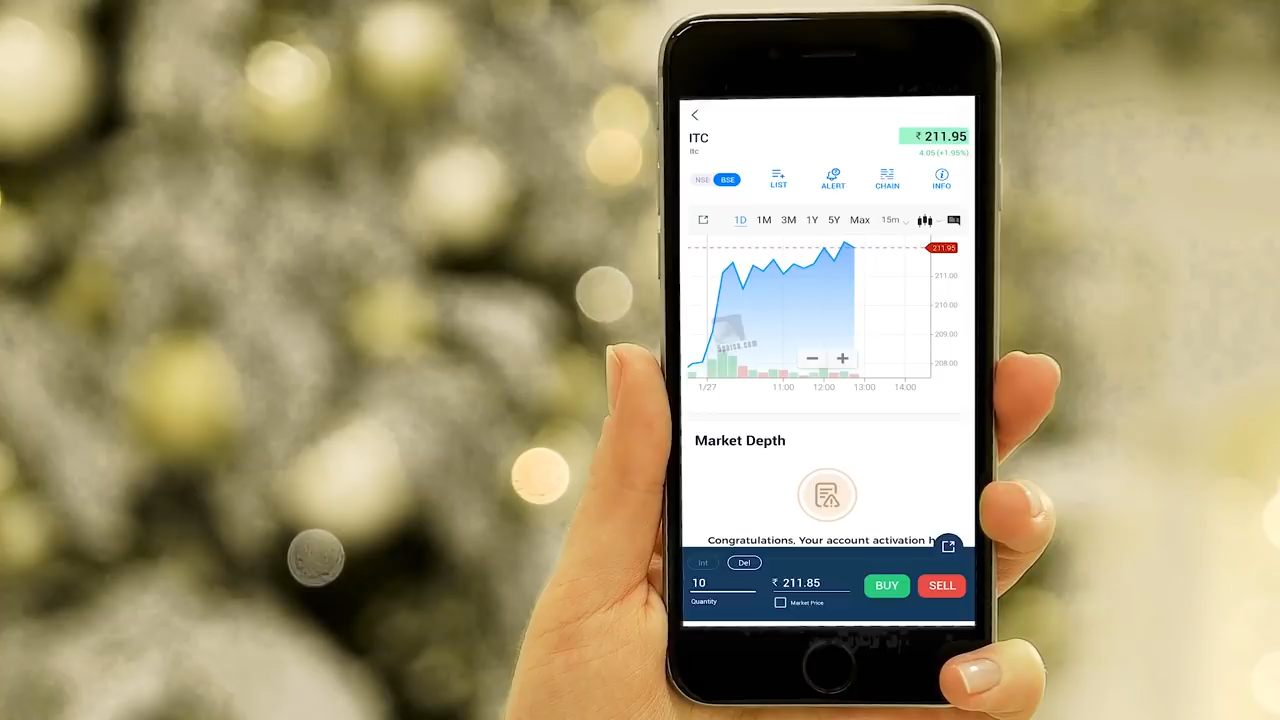 ITC
₹ 211.95
Itc
4.05 (+1.95%)
NSE BSE
LIST ALERT CHAIN INFO
1D 1M 3M 1Y 5Y Max 15m
211.95
211.00
210.00
209.00
208.00
5paisa.com
1/27 11:00 12:00 13:00 14:00
Market Depth
Congratulations, Your account activation h
Int Del
10 ₹ 211.85 BUY SELL
Quantity Market Price